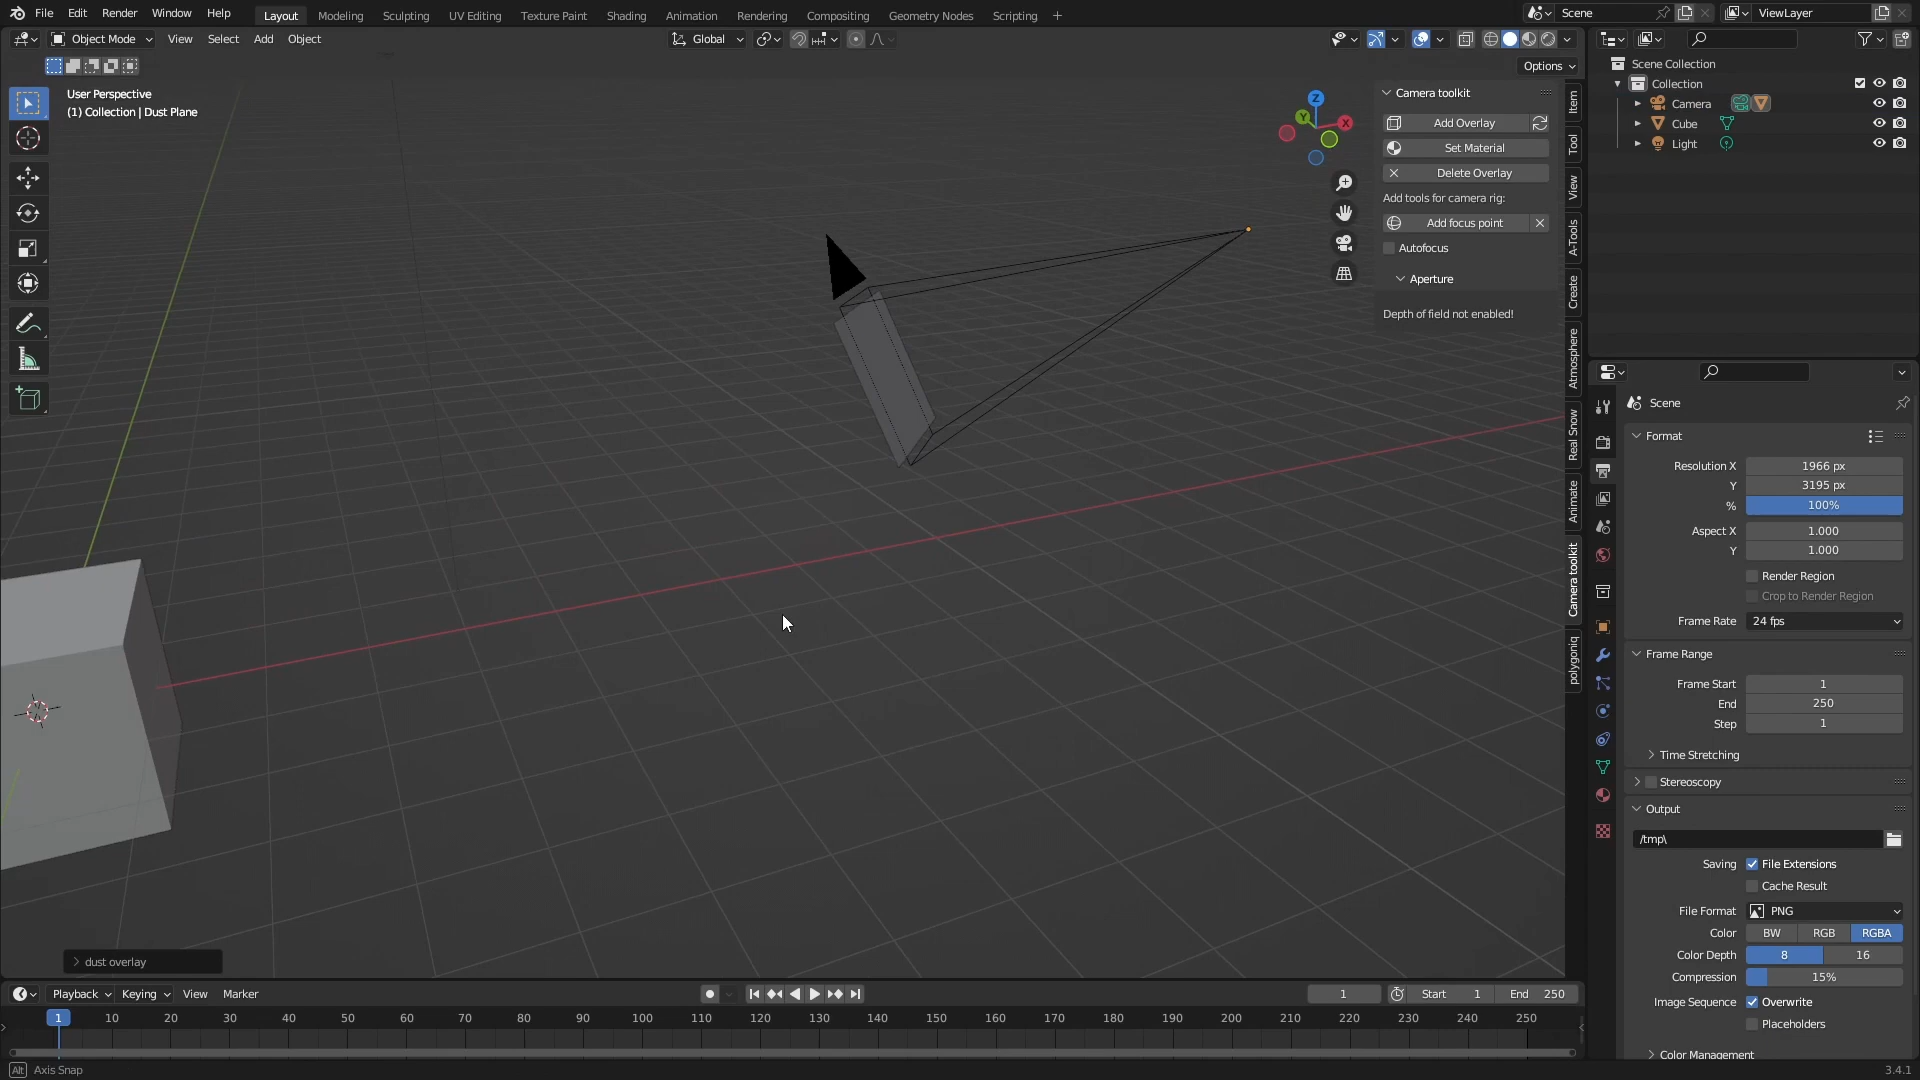 File Edit Render Window Help
Layout Modeling Sculpting UV Editing Texture Paint Shading Animation Rendering Compositing Geometry Nodes Scripting +
Scene
ViewLayer
Object Mode View Select Add Object
Global
Options
User Perspective
(1) Collection | Dust Plane
Z
Y
X
Camera toolkit
Add Overlay
Set Material
Delete Overlay
Add tools for camera rig:
Add focus point
Autofocus
Aperture
Depth of field not enabled!
Item
Tool
View
A-Tools
Create
Atmosphere
Real Snow
Animate
Camera toolkit
polygoniq
Scene Collection
Collection
Camera
Cube
Light
Scene
Format
Resolution X 1966 px
Y 3195 px
% 100%
Aspect X 1.000
Y 1.000
Render Region
Crop to Render Region
Frame Rate 24 fps
Frame Range
Frame Start 1
End 250
Step 1
Time Stretching
Stereoscopy
Output
/tmp\
Saving File Extensions
Cache Result
File Format PNG
Color BW RGB RGBA
Color Depth 8 16
Compression 15%
Image Sequence Overwrite
Placeholders
Color Management
dust overlay
Playback Keying View Marker
1 Start 1 End 250
1 10 20 30 40 50 60 70 80 90 100 110 120 130 140 150 160 170 180 190 200 210 220 230 240 250
Alt Axis Snap
3.4.1